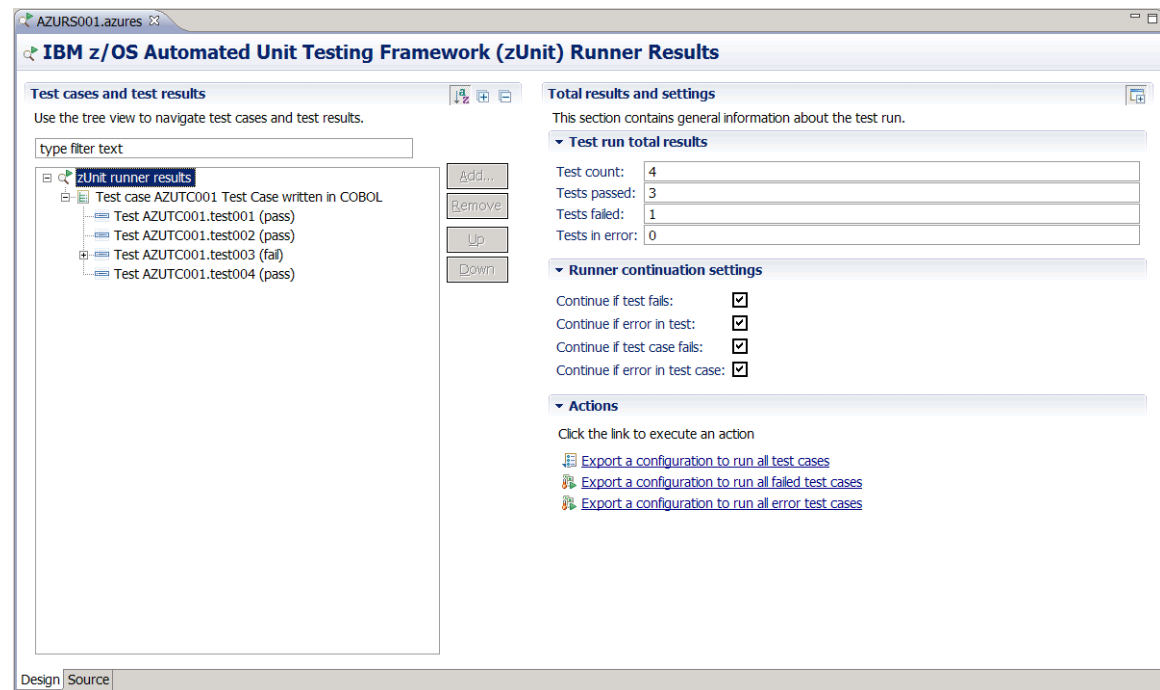 AZURS001.azures
IBM z/OS Automated Unit Testing Framework (zUnit) Runner Results
Test cases and test results
Use the tree view to navigate test cases and test results.
type filter text
zUnit runner results
Test case AZUTC001 Test Case written in COBOL
Test AZUTC001.test001 (pass)
Test AZUTC001.test002 (pass)
Test AZUTC001.test003 (fail)
Test AZUTC001.test004 (pass)
Add...
Remove
Up
Down
Total results and settings
This section contains general information about the test run.
Test run total results
Test count: 4
Tests passed: 3
Tests failed: 1
Tests in error: 0
Runner continuation settings
Continue if test fails:
Continue if error in test:
Continue if test case fails:
Continue if error in test case:
Actions
Click the link to execute an action
Export a configuration to run all test cases
Export a configuration to run all failed test cases
Export a configuration to run all error test cases
Design Source